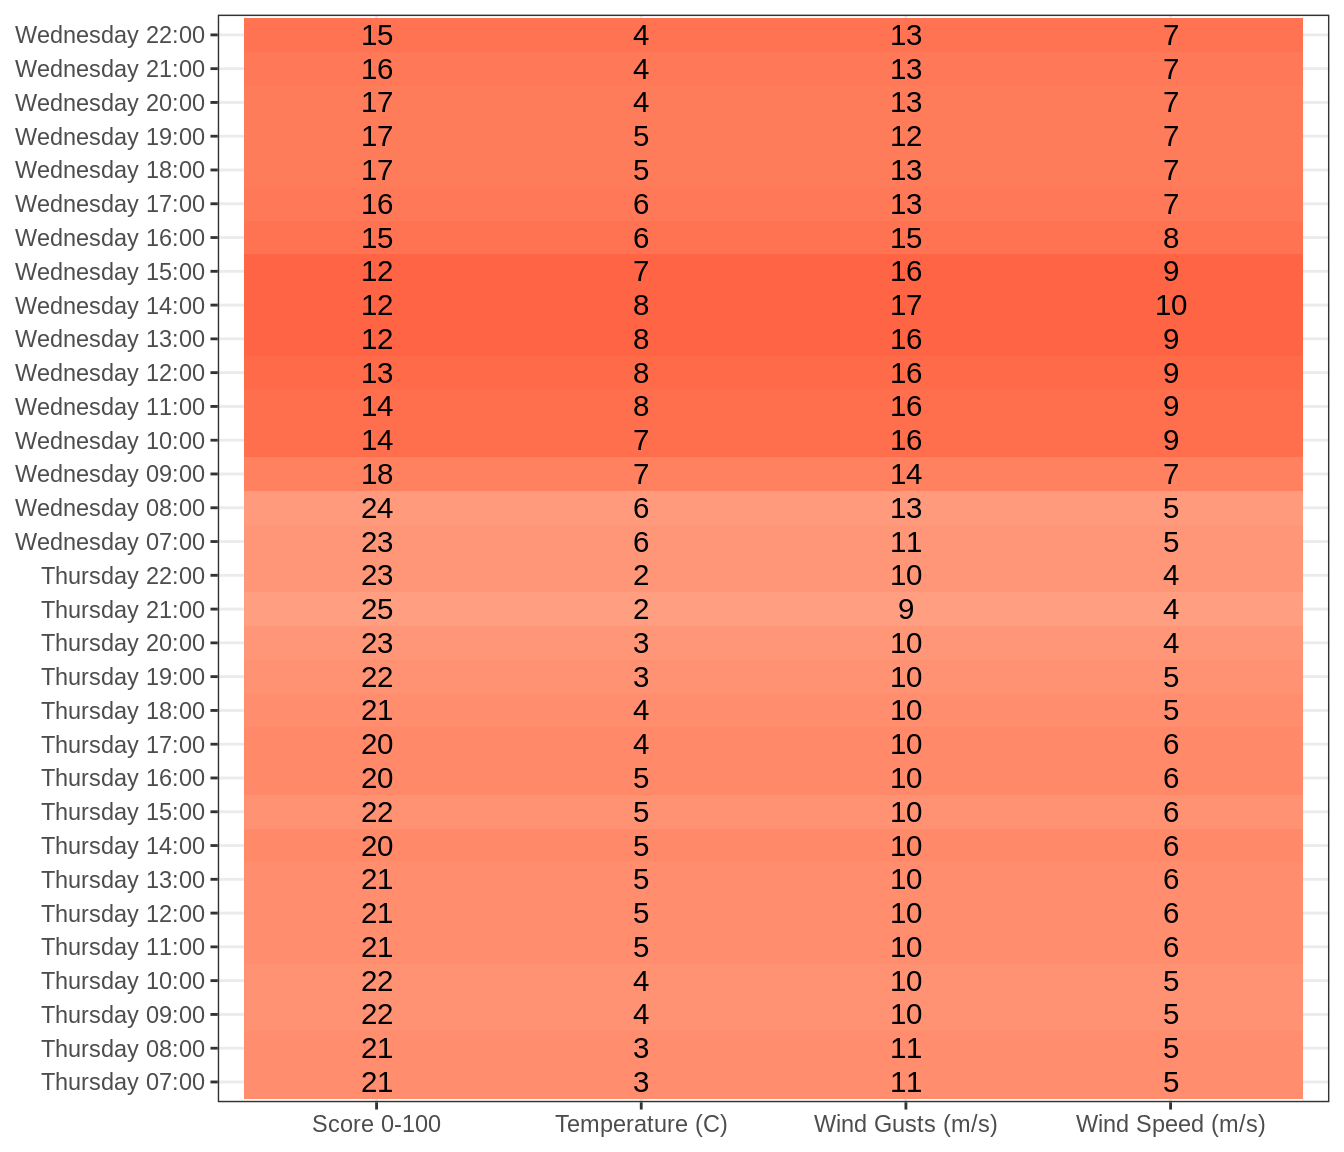 Wednesday 22:00 15 4 13 7
Wednesday 21:00 16 4 13 7
Wednesday 20:00 17 4 13 7
Wednesday 19:00 17 5 12 7
Wednesday 18:00 17 5 13 7
Wednesday 17:00 16 6 13 7
Wednesday 16:00 15 6 15 8
Wednesday 15:00 12 7 16 9
Wednesday 14:00 12 8 17 10
Wednesday 13:00 12 8 16 9
Wednesday 12:00 13 8 16 9
Wednesday 11:00 14 8 16 9
Wednesday 10:00 14 7 16 9
Wednesday 09:00 18 7 14 7
Wednesday 08:00 24 6 13 5
Wednesday 07:00 23 6 11 5
Thursday 22:00 23 2 10 4
Thursday 21:00 25 2 9 4
Thursday 20:00 23 3 10 4
Thursday 19:00 22 3 10 5
Thursday 18:00 21 4 10 5
Thursday 17:00 20 4 10 6
Thursday 16:00 20 5 10 6
Thursday 15:00 22 5 10 6
Thursday 14:00 20 5 10 6
Thursday 13:00 21 5 10 6
Thursday 12:00 21 5 10 6
Thursday 11:00 21 5 10 6
Thursday 10:00 22 4 10 5
Thursday 09:00 22 4 10 5
Thursday 08:00 21 3 11 5
Thursday 07:00 21 3 11 5
Score 0-100 Temperature (C) Wind Gusts (m/s) Wind Speed (m/s)